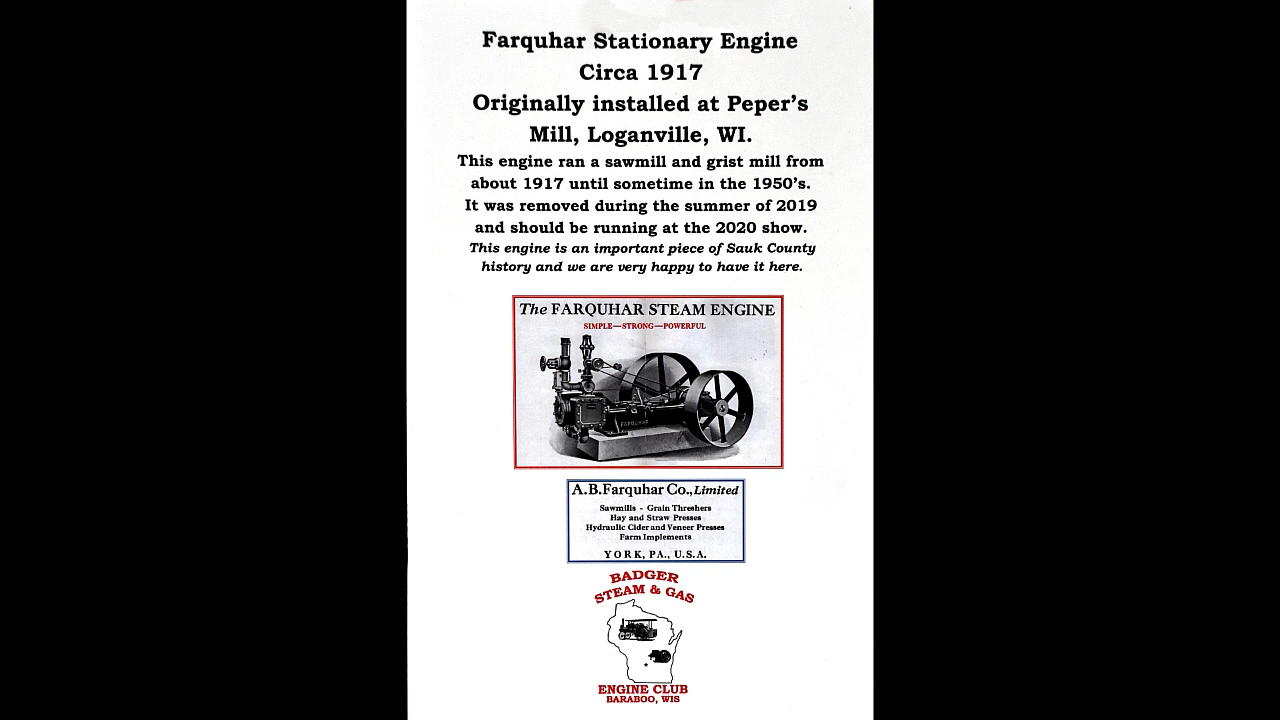 Farquhar Stationary Engine
Circa 1917
Originally installed at Peper's
Mill, Loganville, WI.
This engine ran a sawmill and grist mill from
about 1917 until sometime in the 1950's.
It was removed during the summer of 2019
and should be running at the 2020 show.
This engine is an important piece of Sauk County
history and we are very happy to have it here.
The FARQUHAR STEAM ENGINE
SIMPLE—STRONG—POWERFUL
FARQUHAR
A.B.Farquhar Co., Limited
Sawmills - Grain Threshers
Hay and Straw Presses
Hydraulic Cider and Veneer Presses
Farm Implements
YORK, PA., U.S.A.
BADGER
STEAM & GAS
ENGINE CLUB
BARABOO, WIS